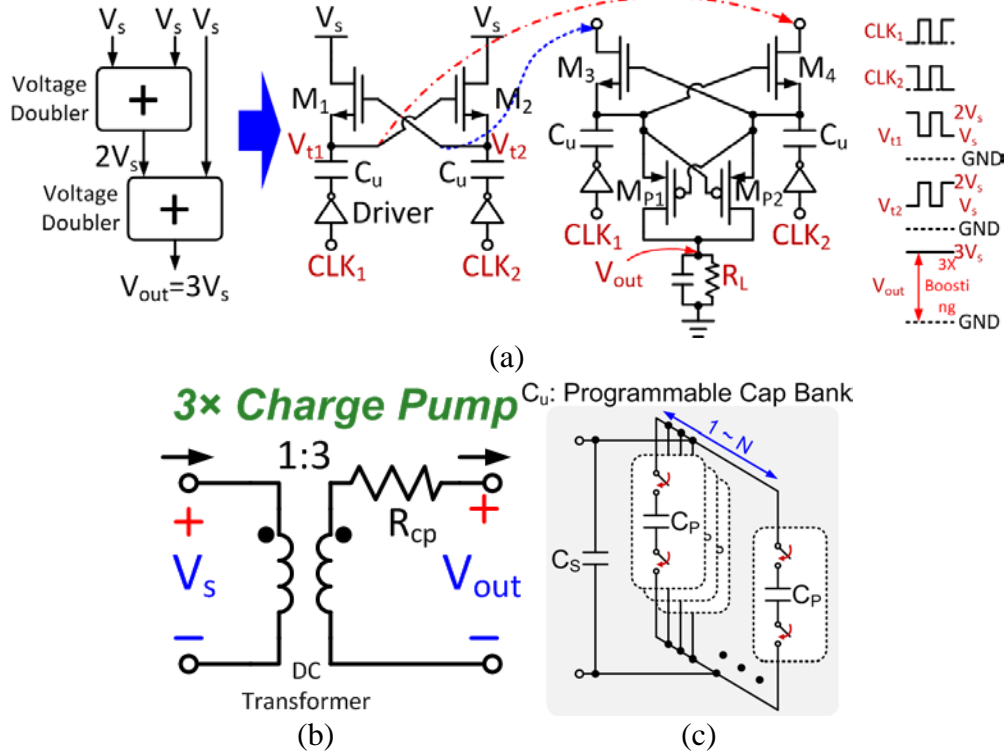 Vs Vs Vs
Voltage
Doubler
+
2Vs
Voltage
Doubler
+
Vout=3Vs
Vs
Vs
M1
M2
Vt1
Vt2
Cu
Cu
Driver
CLK1
CLK2
M3
M4
Cu
Cu
MP1
MP2
CLK1
CLK2
Vout
RL
CLK1
CLK2
2Vs
Vt1
Vs
GND
2Vs
Vt2
Vs
GND
3Vs
3X
Vout
Boosti
ng
GND
(a)
3× Charge Pump
1:3
Rcp
+
+
Vs
Vout
−
−
DC
Transformer
(b)
Cu: Programmable Cap Bank
1 ~ N
CP
CS
CP
(c)